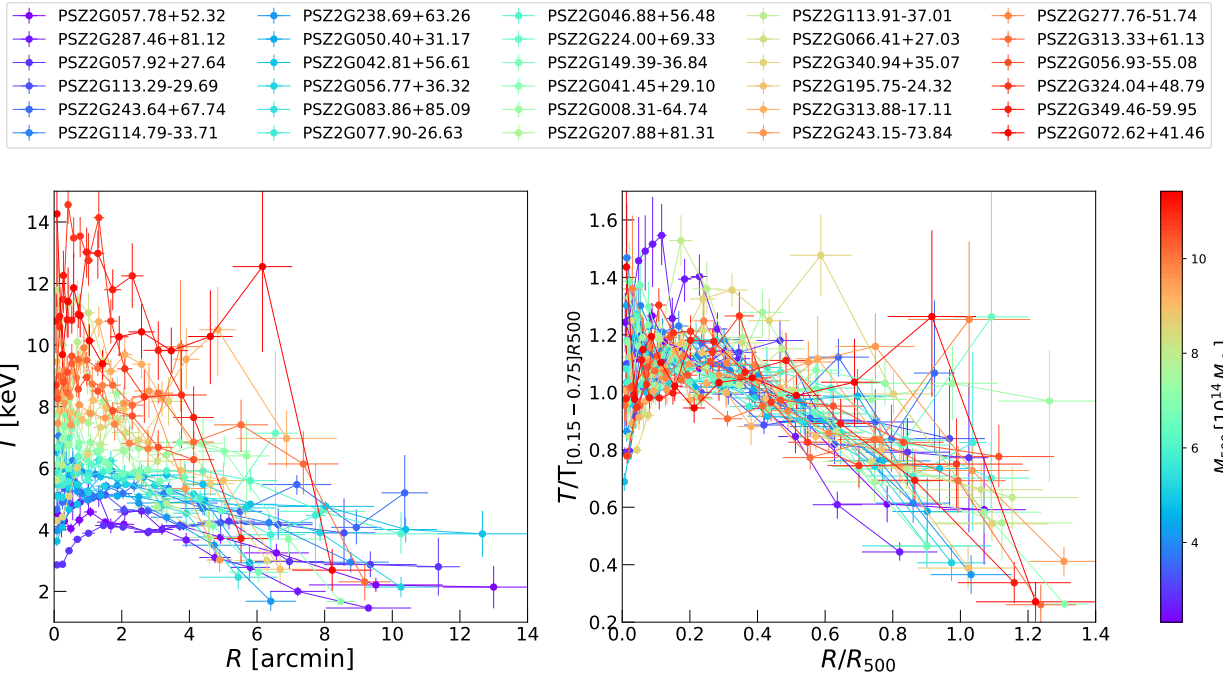 PSZ2G057.78+52.32 PSZ2G238.69+63.26 PSZ2G046.88+56.48 PSZ2G113.91-37.01 PSZ2G277.76-51.74
PSZ2G287.46+81.12 PSZ2G050.40+31.17 PSZ2G224.00+69.33 PSZ2G066.41+27.03 PSZ2G313.33+61.13
PSZ2G057.92+27.64 PSZ2G042.81+56.61 PSZ2G149.39-36.84 PSZ2G340.94+35.07 PSZ2G056.93-55.08
PSZ2G113.29-29.69 PSZ2G056.77+36.32 PSZ2G041.45+29.10 PSZ2G195.75-24.32 PSZ2G324.04+48.79
PSZ2G243.64+67.74 PSZ2G083.86+85.09 PSZ2G008.31-64.74 PSZ2G313.88-17.11 PSZ2G349.46-59.95
PSZ2G114.79-33.71 PSZ2G077.90-26.63 PSZ2G207.88+81.31 PSZ2G243.15-73.84 PSZ2G072.62+41.46
14
12
10
8
6
4
2
[keV]
0 2 4 6 8 10 12 14
R [arcmin]
1.6
1.4
1.2
1.0
0.8
0.6
0.4
0.2
T/T[0.15 − 0.75]R500
0.0 0.2 0.4 0.6 0.8 1.0 1.2 1.4
R/R500
10
8
6
4